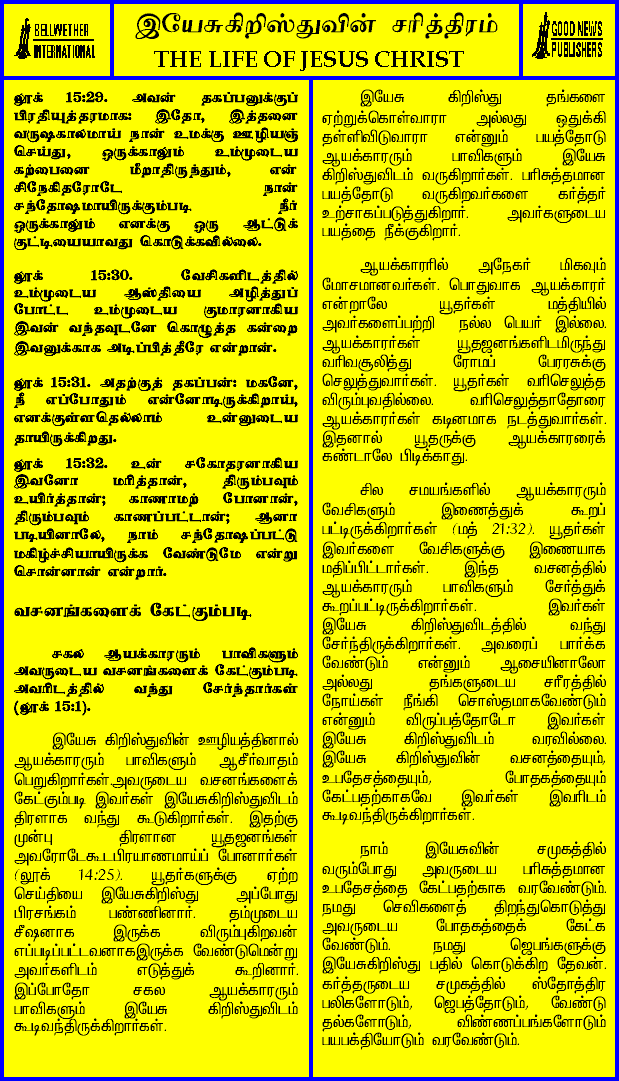 BELLWETHER
INTERNATIONAL
இயேசுகிறிஸ்துவின் சரித்திரம்
THE LIFE OF JESUS CHRIST
GOOD NEWS
PUBLISHERS
லூக் 15:29. அவன் தகப்பனுக்குப்
பிரதியுத்தரமாக: இதோ, இத்தனை
வருஷகாலமாய் நான் உமக்கு ஊழியஞ்
செய்து, ஒருக்காலும் உம்முடைய
கற்பனை மீறாதிருந்தும், என்
சிநேகிதரோடே நான்
சந்தோஷமாயிருக்கும்படி நீர்
ஒருக்காலும் எனக்கு ஒரு ஆட்டுக்
குட்டியையாவது கொடுக்கவில்லை.
லூக் 15:30. வேசிகளிடத்தில்
உம்முடைய ஆஸ்தியை அழித்துப்
போட்ட உம்முடைய குமாரனாகிய
இவன் வந்தவுடனே கொழுத்த கன்றை
இவனுக்காக அடிப்பித்தீரே என்றான்.
லூக் 15:31. அதற்குத் தகப்பன்: மகனே,
நீ எப்போதும் என்னோடிருக்கிறாய்,
எனக்குள்ளதெல்லாம் உன்னுடைய
தாயிருக்கிறது.
லூக் 15:32. உன் சகோதரனாகிய
இவனோ மரித்தான், திரும்பவும்
உயிர்த்தான்; காணாமற் போனான்,
திரும்பவும் காணப்பட்டான்; ஆனா
படியினாலே, நாம் சந்தோஷப்பட்டு
மகிழ்ச்சியாயிருக்க வேண்டுமே என்று
சொன்னான் என்றார்.
வசனங்களைக் கேட்கும்படி
சகல ஆயக்காரரும் பாவிகளும்
அவருடைய வசனங்களைக் கேட்கும்படி
அவரிடத்தில் வந்து சேர்ந்தார்கள்
(லூக் 15:1).
இயேசு கிறிஸ்துவின் ஊழியத்தினால்
ஆயக்காரரும் பாவிகளும் ஆசீர்வாதம்
பெறுகிறார்கள்.அவருடைய வசனங்களைக்
கேட்கும்படி இவர்கள் இயேசுகிறிஸ்துவிடம்
திரளாக வந்து கூடுகிறார்கள். இதற்கு
முன்பு திரளான யூதஜனங்கள்
அவரோடேகூடபிரயாணமாய்ப் போனார்கள்
(லூக் 14:25). யூதர்களுக்கு ஏற்ற
செய்தியை இயேசுகிறிஸ்து அப்போது
பிரசங்கம் பண்ணினார். தம்முடைய
சீஷனாக இருக்க விரும்புகிறவன்
எப்படிப்பட்டவனாகஇருக்க வேண்டுமென்று
அவர்களிடம் எடுத்துக் கூறினார்.
இப்போதோ சகல ஆயக்காரரும்
பாவிகளும் இயேசு கிறிஸ்துவிடம்
கூடிவந்திருக்கிறார்கள்.
இயேசு கிறிஸ்து தங்களை
ஏற்றுக்கொள்வாரா அல்லது ஒதுக்கி
தள்ளிவிடுவாரா என்னும் பயத்தோடு
ஆயக்காரரும் பாவிகளும் இயேசு
கிறிஸ்துவிடம் வருகிறார்கள். பரிசுத்தமான
பயத்தோடு வருகிறவர்களை கர்த்தர்
உற்சாகப்படுத்துகிறார். அவர்களுடைய
பயத்தை நீக்குகிறார்.
ஆயக்காரரில் அநேகர் மிகவும்
மோசமானவர்கள். பொதுவாக ஆயக்காரர்
என்றாலே யூதர்கள் மத்தியில்
அவர்களைப்பற்றி நல்ல பெயர் இல்லை.
ஆயக்காரர்கள் யூதஜனங்களிடமிருந்து
வரிவசூலித்து ரோமப் பேரரசுக்கு
செலுத்துவார்கள். யூதர்கள் வரிசெலுத்த
விரும்புவதில்லை. வரிசெலுத்தாதோரை
ஆயக்காரர்கள் கடினமாக நடத்துவார்கள்.
இதனால் யூதருக்கு ஆயக்காரரைக்
கண்டாலே பிடிக்காது.
சில சமயங்களில் ஆயக்காரரும்
வேசிகளும் இணைத்துக் கூறப்
பட்டிருக்கிறார்கள் (மத் 21:32). யூதர்கள்
இவர்களை வேசிகளுக்கு இணையாக
மதிப்பிட்டார்கள். இந்த வசனத்தில்
ஆயக்காரரும் பாவிகளும் சேர்த்துக்
கூறப்பட்டிருக்கிறார்கள். இவர்கள்
இயேசு கிறிஸ்துவிடத்தில் வந்து
சேர்ந்திருக்கிறார்கள். அவரைப் பார்க்க
வேண்டும் என்னும் ஆசையினாலோ
அல்லது தங்களுடைய சரீரத்தில்
நோய்கள் நீங்கி சொஸ்தமாகவேண்டும்
என்னும் விருப்பத்தோடோ இவர்கள்
இயேசு கிறிஸ்துவிடம் வரவில்லை.
இயேசு கிறிஸ்துவின் வசனத்தையும்,
உபதேசத்தையும், போதகத்தையும்
கேட்பதற்காகவே இவர்கள் இவரிடம்
கூடிவந்திருக்கிறார்கள்.
நாம் இயேசுவின் சமுகத்தில்
வரும்போது அவருடைய பரிசுத்தமான
உபதேசத்தை கேட்பதற்காக வரவேண்டும்.
நமது செவிகளைத் திறந்துகொடுத்து
அவருடைய போதகத்தைக் கேட்க
வேண்டும். நமது ஜெபங்களுக்கு
இயேசுகிறிஸ்து பதில் கொடுக்கிற தேவன்.
கர்த்தருடைய சமுகத்தில் ஸ்தோத்திர
பலிகளோடும், ஜெபத்தோடும், வேண்டு
தல்களோடும், விண்ணப்பங்களோடும்
பயபக்தியோடும் வரவேண்டும்.